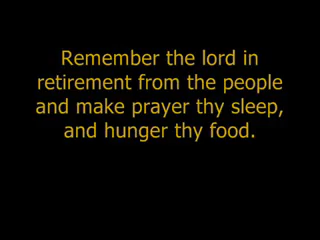 Remember the lord in
retirement from the people
and make prayer thy sleep,
and hunger thy food.